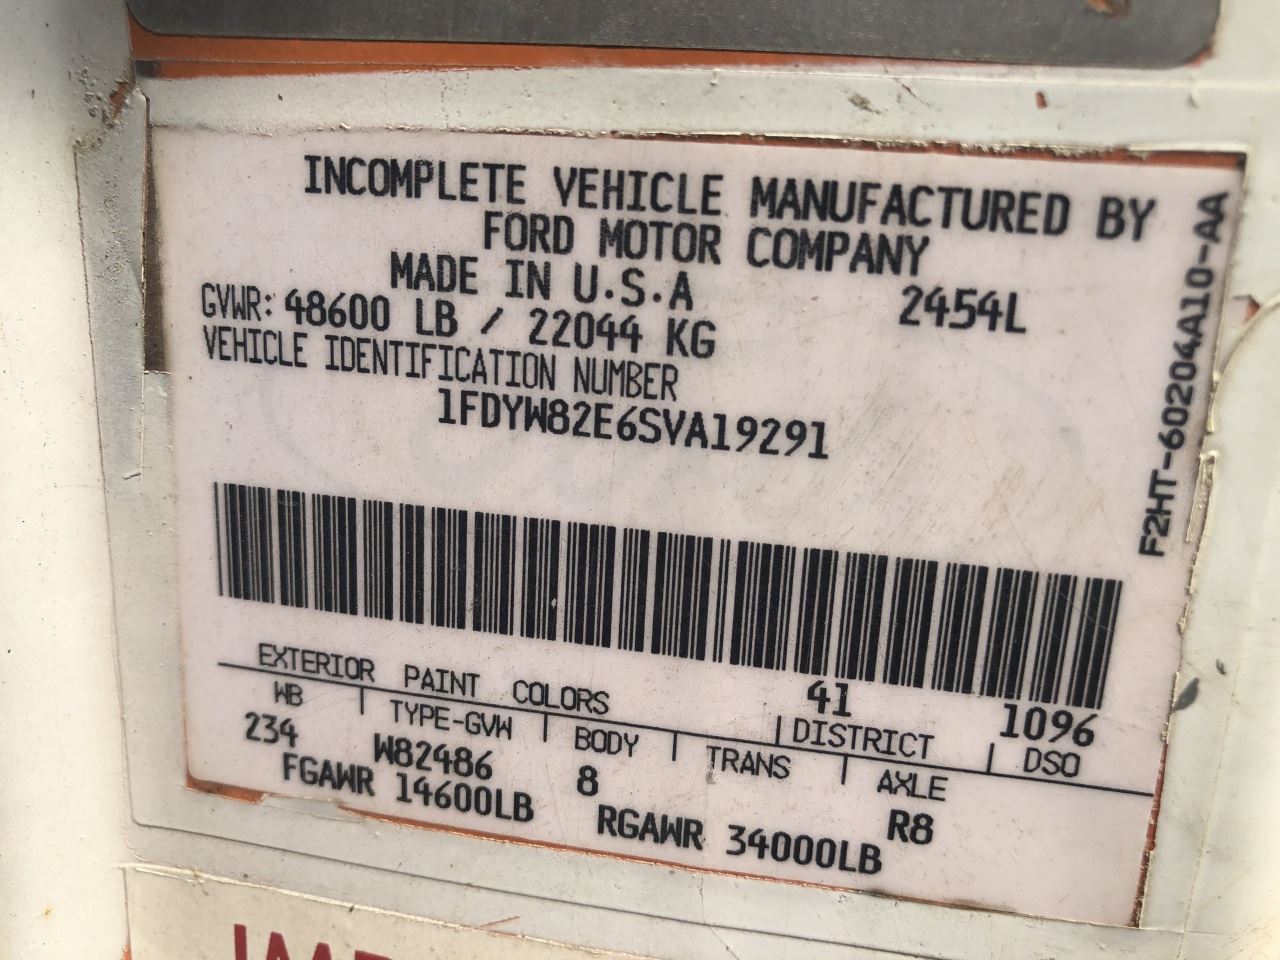 INCOMPLETE VEHICLE MANUFACTURED BY
FORD MOTOR COMPANY
MADE IN U.S.A
2454L
GVWR: 48600 LB / 22044 KG
VEHICLE IDENTIFICATION NUMBER
1FDYW82E6SVA19291
F2HT-60204A10-AA
EXTERIOR PAINT COLORS 41 1096
WB TYPE-GVW BODY TRANS DISTRICT AXLE DSO
234 W82486 8 R8
FGAWR 14600LB RGAWR 34000LB